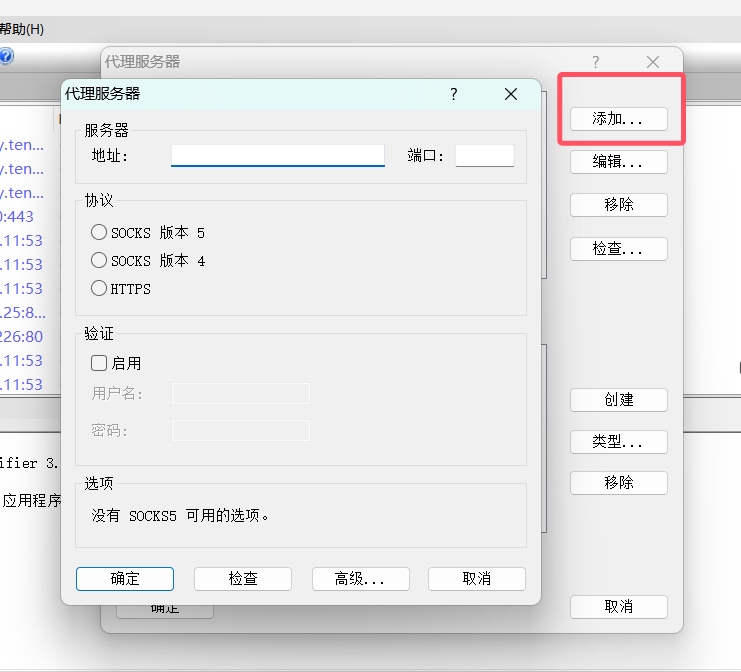 帮助(H)
代理服务器
?
代理服务器
?
服务器
地址:
端口:
协议
SOCKS 版本 5
SOCKS 版本 4
HTTPS
验证
启用
用户名:
密码:
选项
没有 SOCKS5 可用的选项。
确定
检查
高级...
取消
添加...
编辑...
移除
检查...
创建
类型...
移除
确定
取消
y.ten...
y.ten...
y.ten...
0:443
.11:53
.11:53
.11:53
.25:8...
226:80
.11:53
.11:53
ifier 3.
应用程序